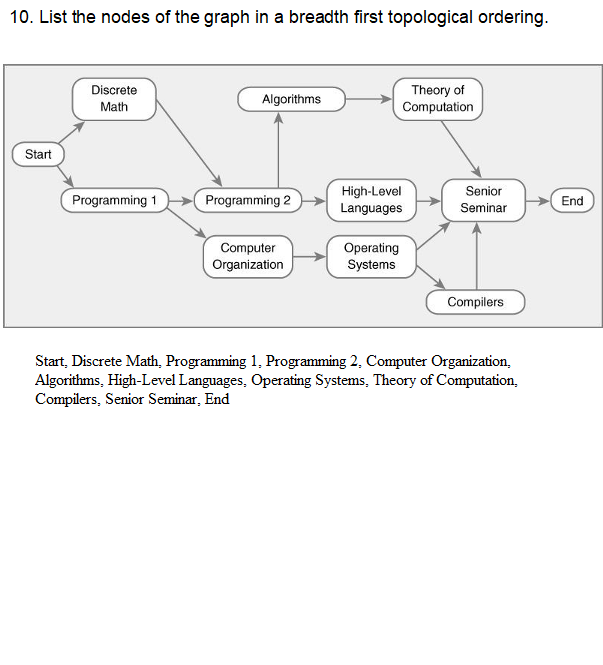 10. List the nodes of the graph in a breadth first topological ordering.
Discrete
Math
Algorithms
Theory of
Computation
Start
Programming 1
Programming 2
High-Level
Languages
Senior
Seminar
End
Computer
Organization
Operating
Systems
Compilers
Start, Discrete Math, Programming 1, Programming 2, Computer Organization,
Algorithms, High-Level Languages, Operating Systems, Theory of Computation,
Compilers, Senior Seminar, End